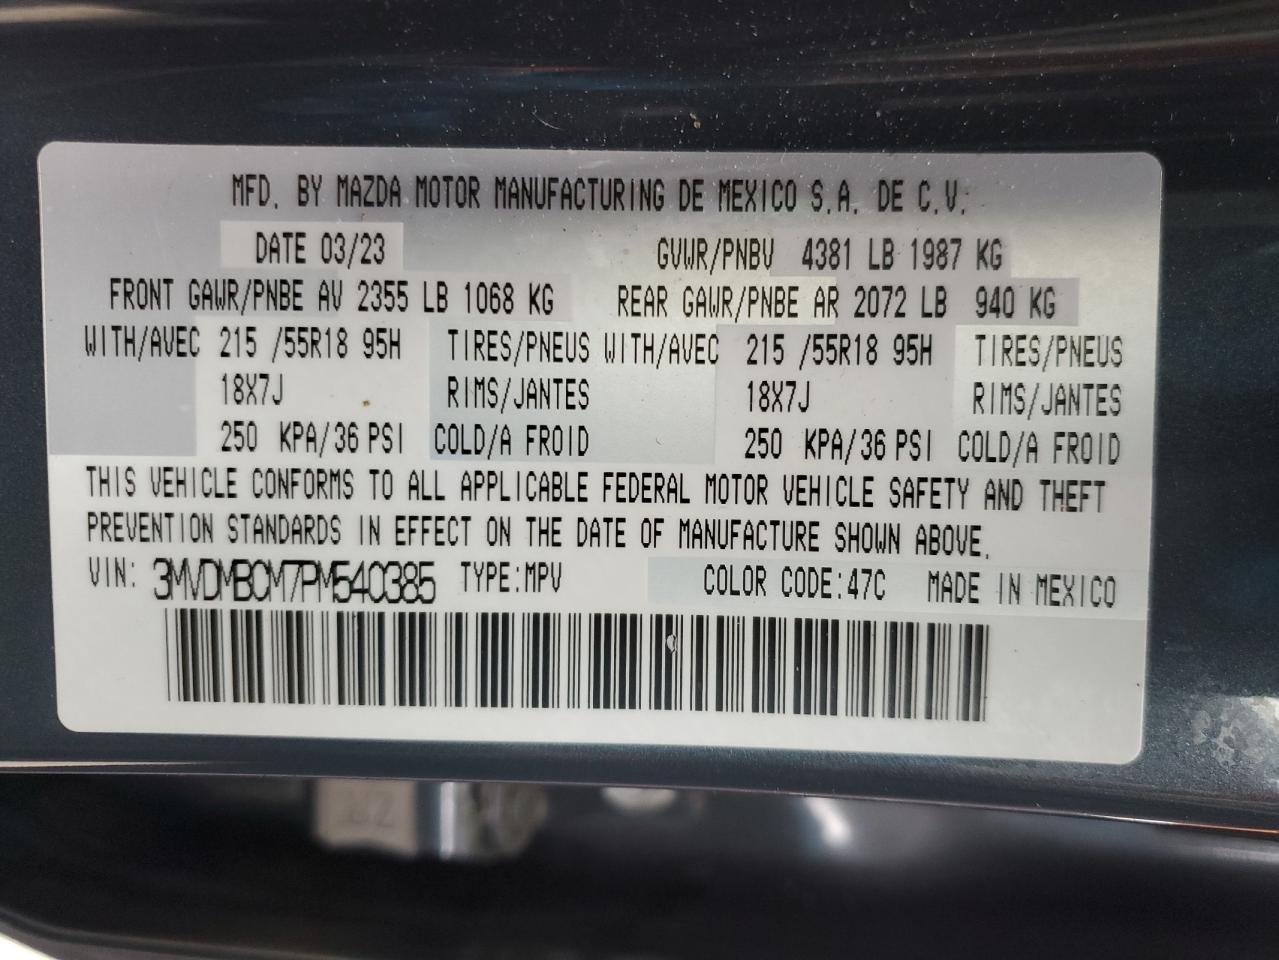 MFD. BY MAZDA MOTOR MANUFACTURING DE MEXICO S.A. DE C.V.
DATE 03/23 GVWR/PNBV 4381 LB 1987 KG
FRONT GAWR/PNBE AV 2355 LB 1068 KG REAR GAWR/PNBE AR 2072 LB 940 KG
WITH/AVEC 215 /55R18 95H TIRES/PNEUS WITH/AVEC 215 /55R18 95H TIRES/PNEUS
18X7J RIMS/JANTES 18X7J RIMS/JANTES
250 KPA/36 PSI COLD/A FROID 250 KPA/36 PSI COLD/A FROID
THIS VEHICLE CONFORMS TO ALL APPLICABLE FEDERAL MOTOR VEHICLE SAFETY AND THEFT
PREVENTION STANDARDS IN EFFECT ON THE DATE OF MANUFACTURE SHOWN ABOVE.
VIN: 3MVDMBCM7PM540385 TYPE:MPV COLOR CODE:47C MADE IN MEXICO